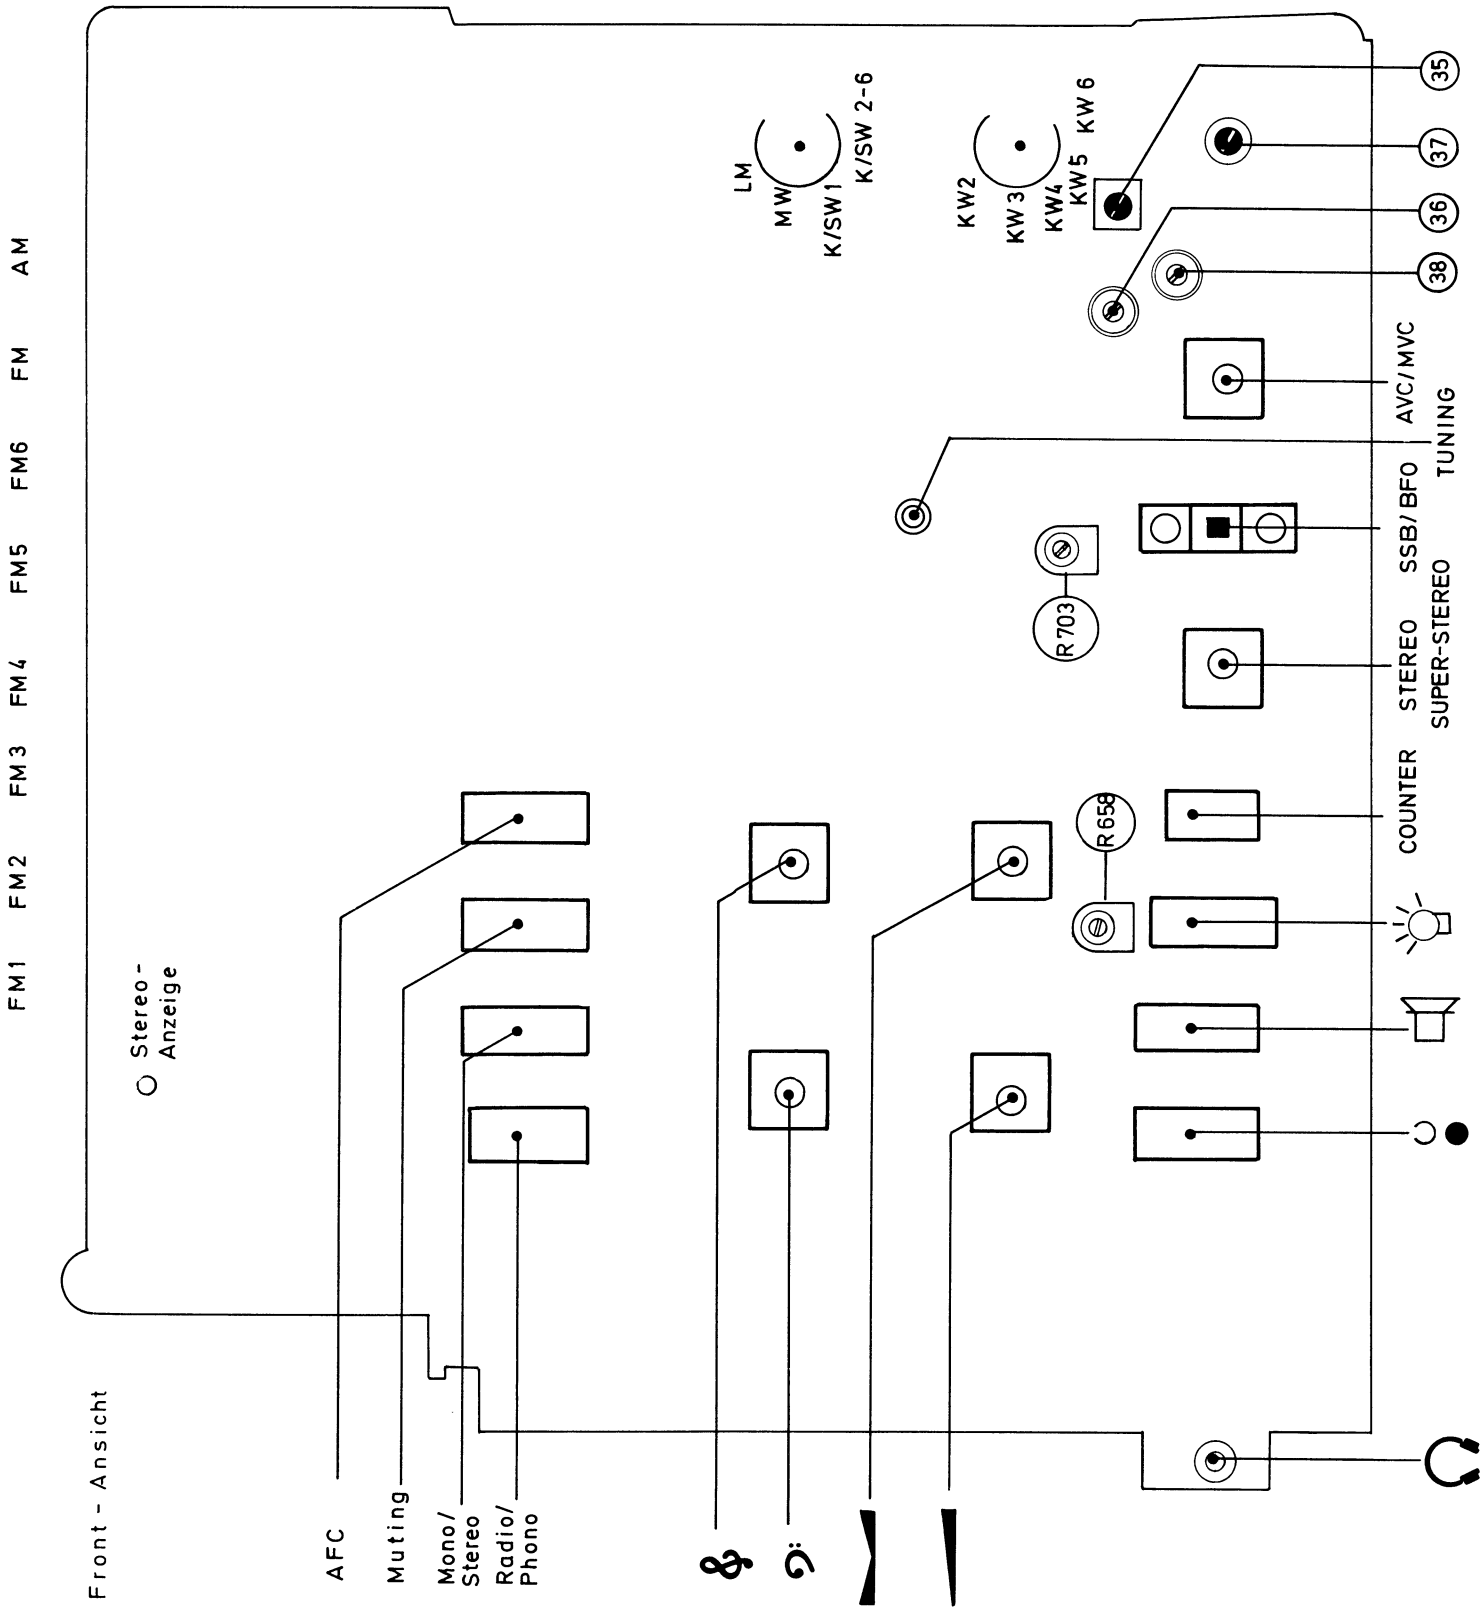 Front - Ansicht
FM1 FM2 FM3 FM4 FM5 FM6 FM AM
Stereo -
Anzeige
AFC
Muting
Mono/
Stereo
Radio/
Phono
LM
MW
K/SW1
K/SW 2-6
KW2
KW3
KW4
KW5
KW6
R703
R658
COUNTER
STEREO
SUPER-STEREO
SSB/BFO
TUNING
AVC/MVC
38
36
37
35